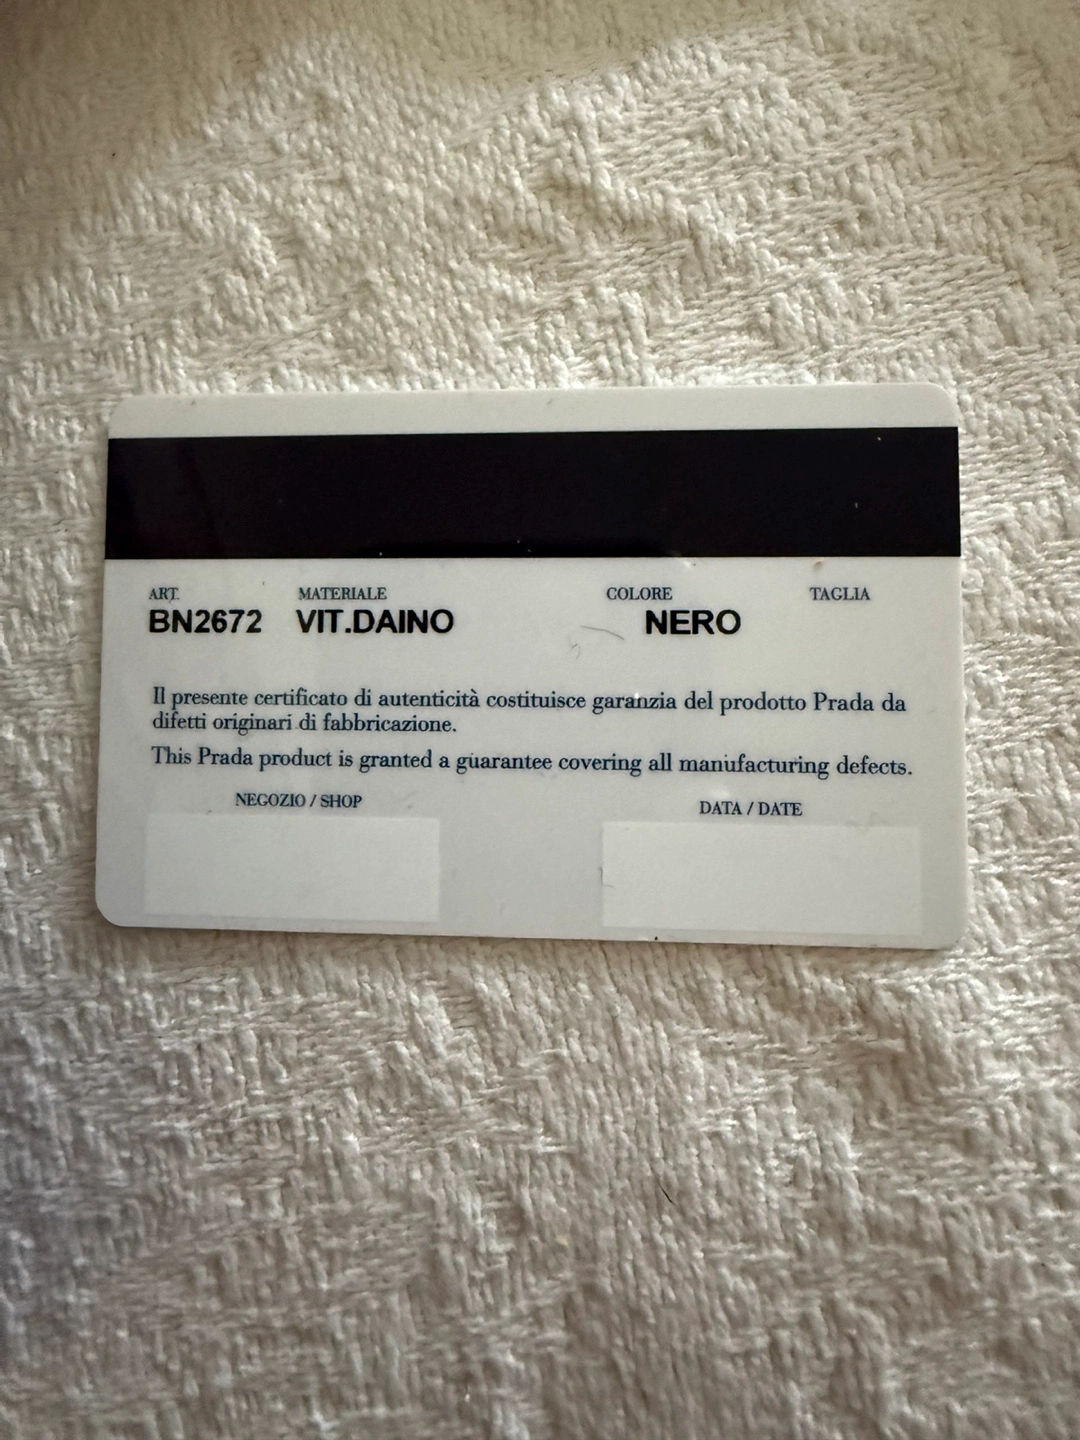 ART. MATERIALE COLORE TAGLIA
BN2672 VIT.DAINO NERO
Il presente certificato di autenticità costituisce garanzia del prodotto Prada da
difetti originari di fabbricazione.
This Prada product is granted a guarantee covering all manufacturing defects.
NEGOZIO / SHOP DATA / DATE